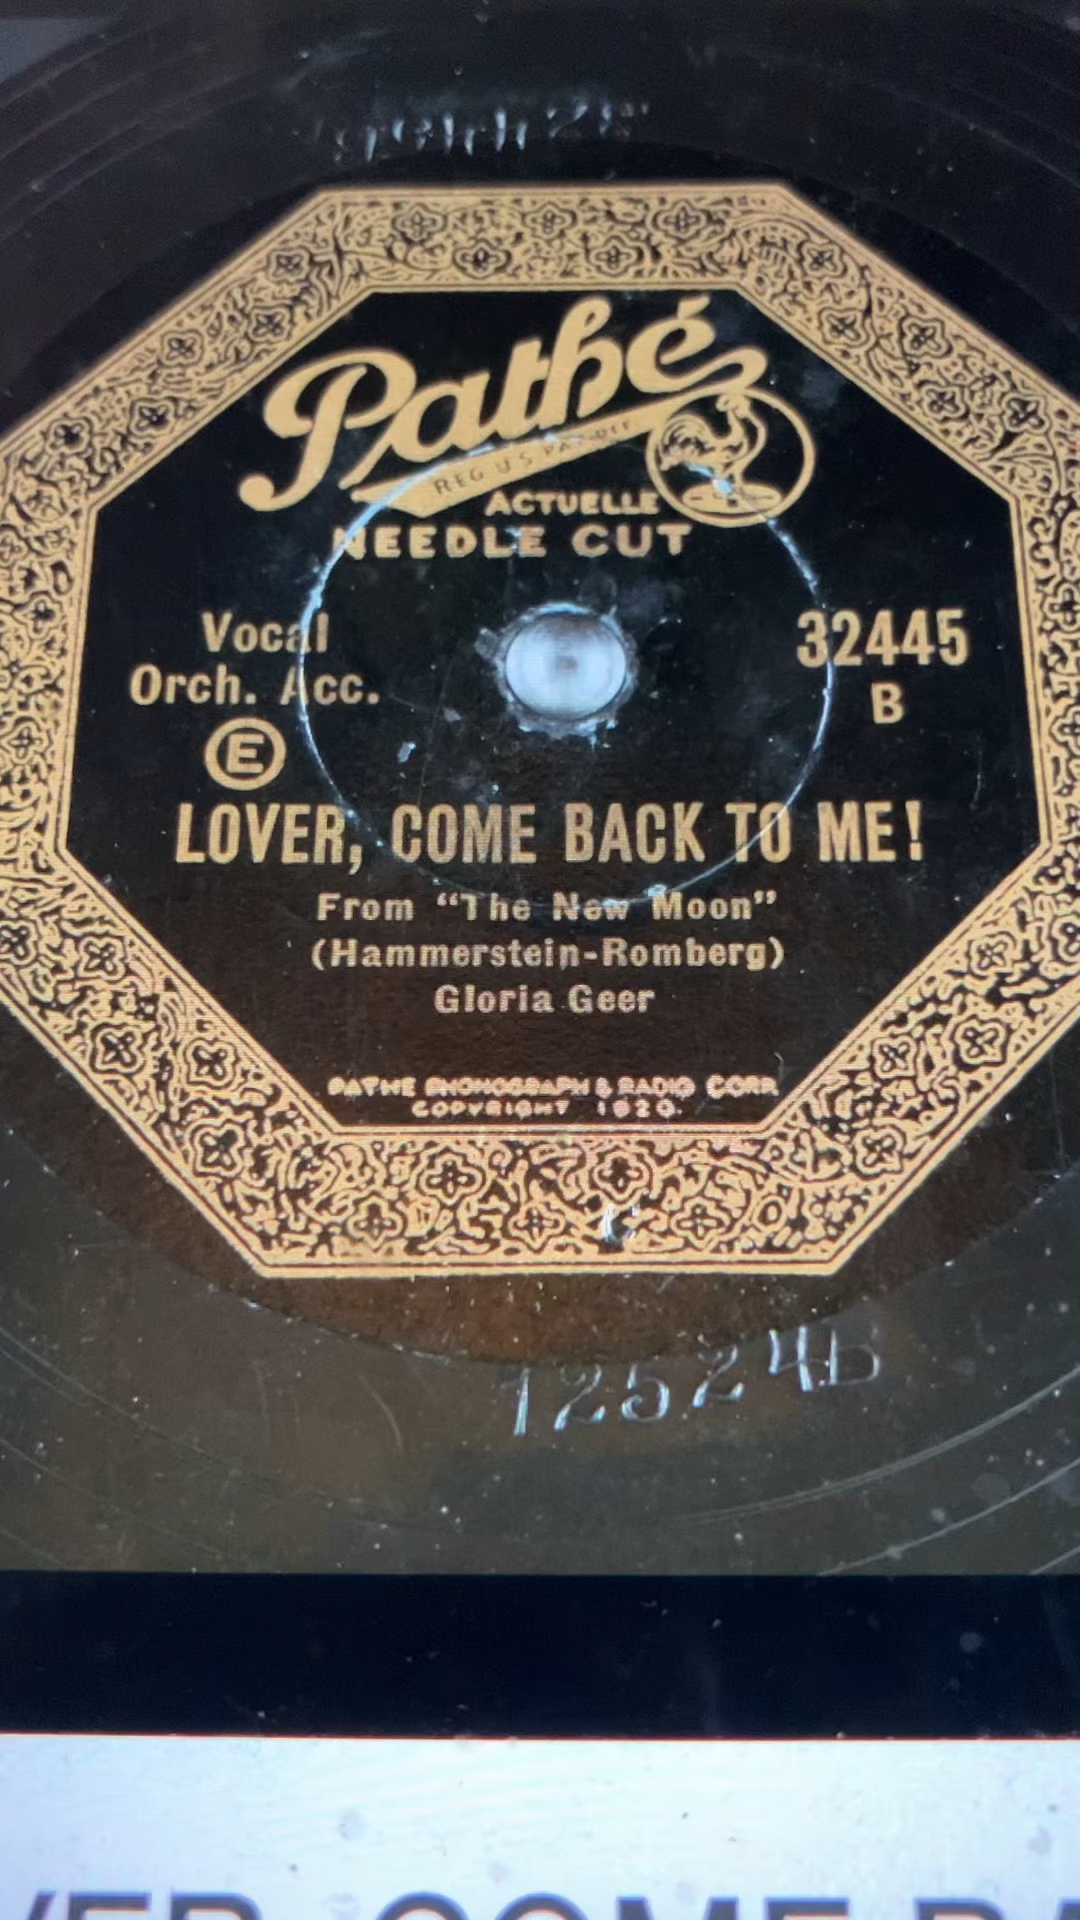 Pathé
REG US PAT OFF
ACTUELLE
NEEDLE CUT
Vocal
Orch. Acc.
E
32445
B
LOVER, COME BACK TO ME!
From “The New Moon”
(Hammerstein-Romberg)
Gloria Geer
PATHE PHONOGRAPH & RADIO CORP.
COPYRIGHT 1920.
12524B